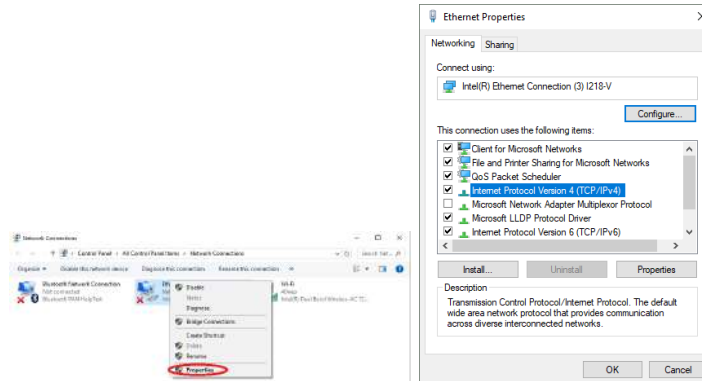 Network Connections
Control Panel › All Control Panel Items › Network Connections
Organize Disable this network device Diagnose this connection Rename this connection »
Bluetooth Network Connection
Not connected
Wi-Fi
Disable
Status
Diagnose
Bridge Connections
Create Shortcut
Delete
Rename
Properties
Ethernet Properties
Networking Sharing
Connect using:
Intel(R) Ethernet Connection (3) I218-V
Configure...
This connection uses the following items:
Client for Microsoft Networks
File and Printer Sharing for Microsoft Networks
QoS Packet Scheduler
Internet Protocol Version 4 (TCP/IPv4)
Microsoft Network Adapter Multiplexor Protocol
Microsoft LLDP Protocol Driver
Internet Protocol Version 6 (TCP/IPv6)
Install... Uninstall Properties
Description
Transmission Control Protocol/Internet Protocol. The default
wide area network protocol that provides communication
across diverse interconnected networks.
OK Cancel